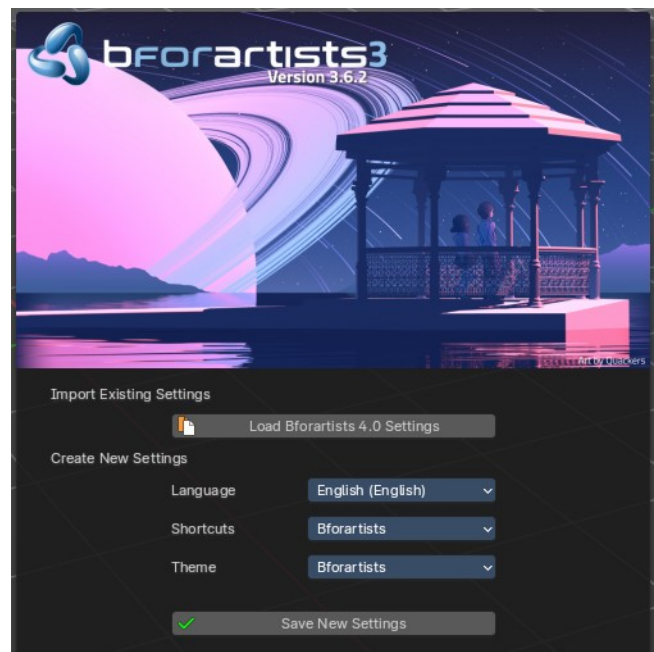 bforartists3
Version 3.6.2
Art by Quackers
Import Existing Settings
Load Bforartists 4.0 Settings
Create New Settings
Language English (English)
Shortcuts Bforartists
Theme Bforartists
Save New Settings